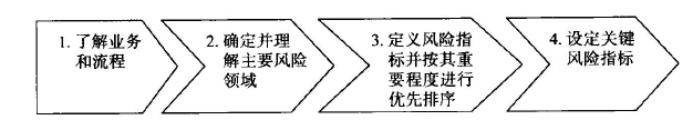 1. 了解业务
和流程
2. 确定并理
解主要风险
领域
3. 定义风险指
标并按其重
要程度进行
优先排序
4. 设定关键
风险指标